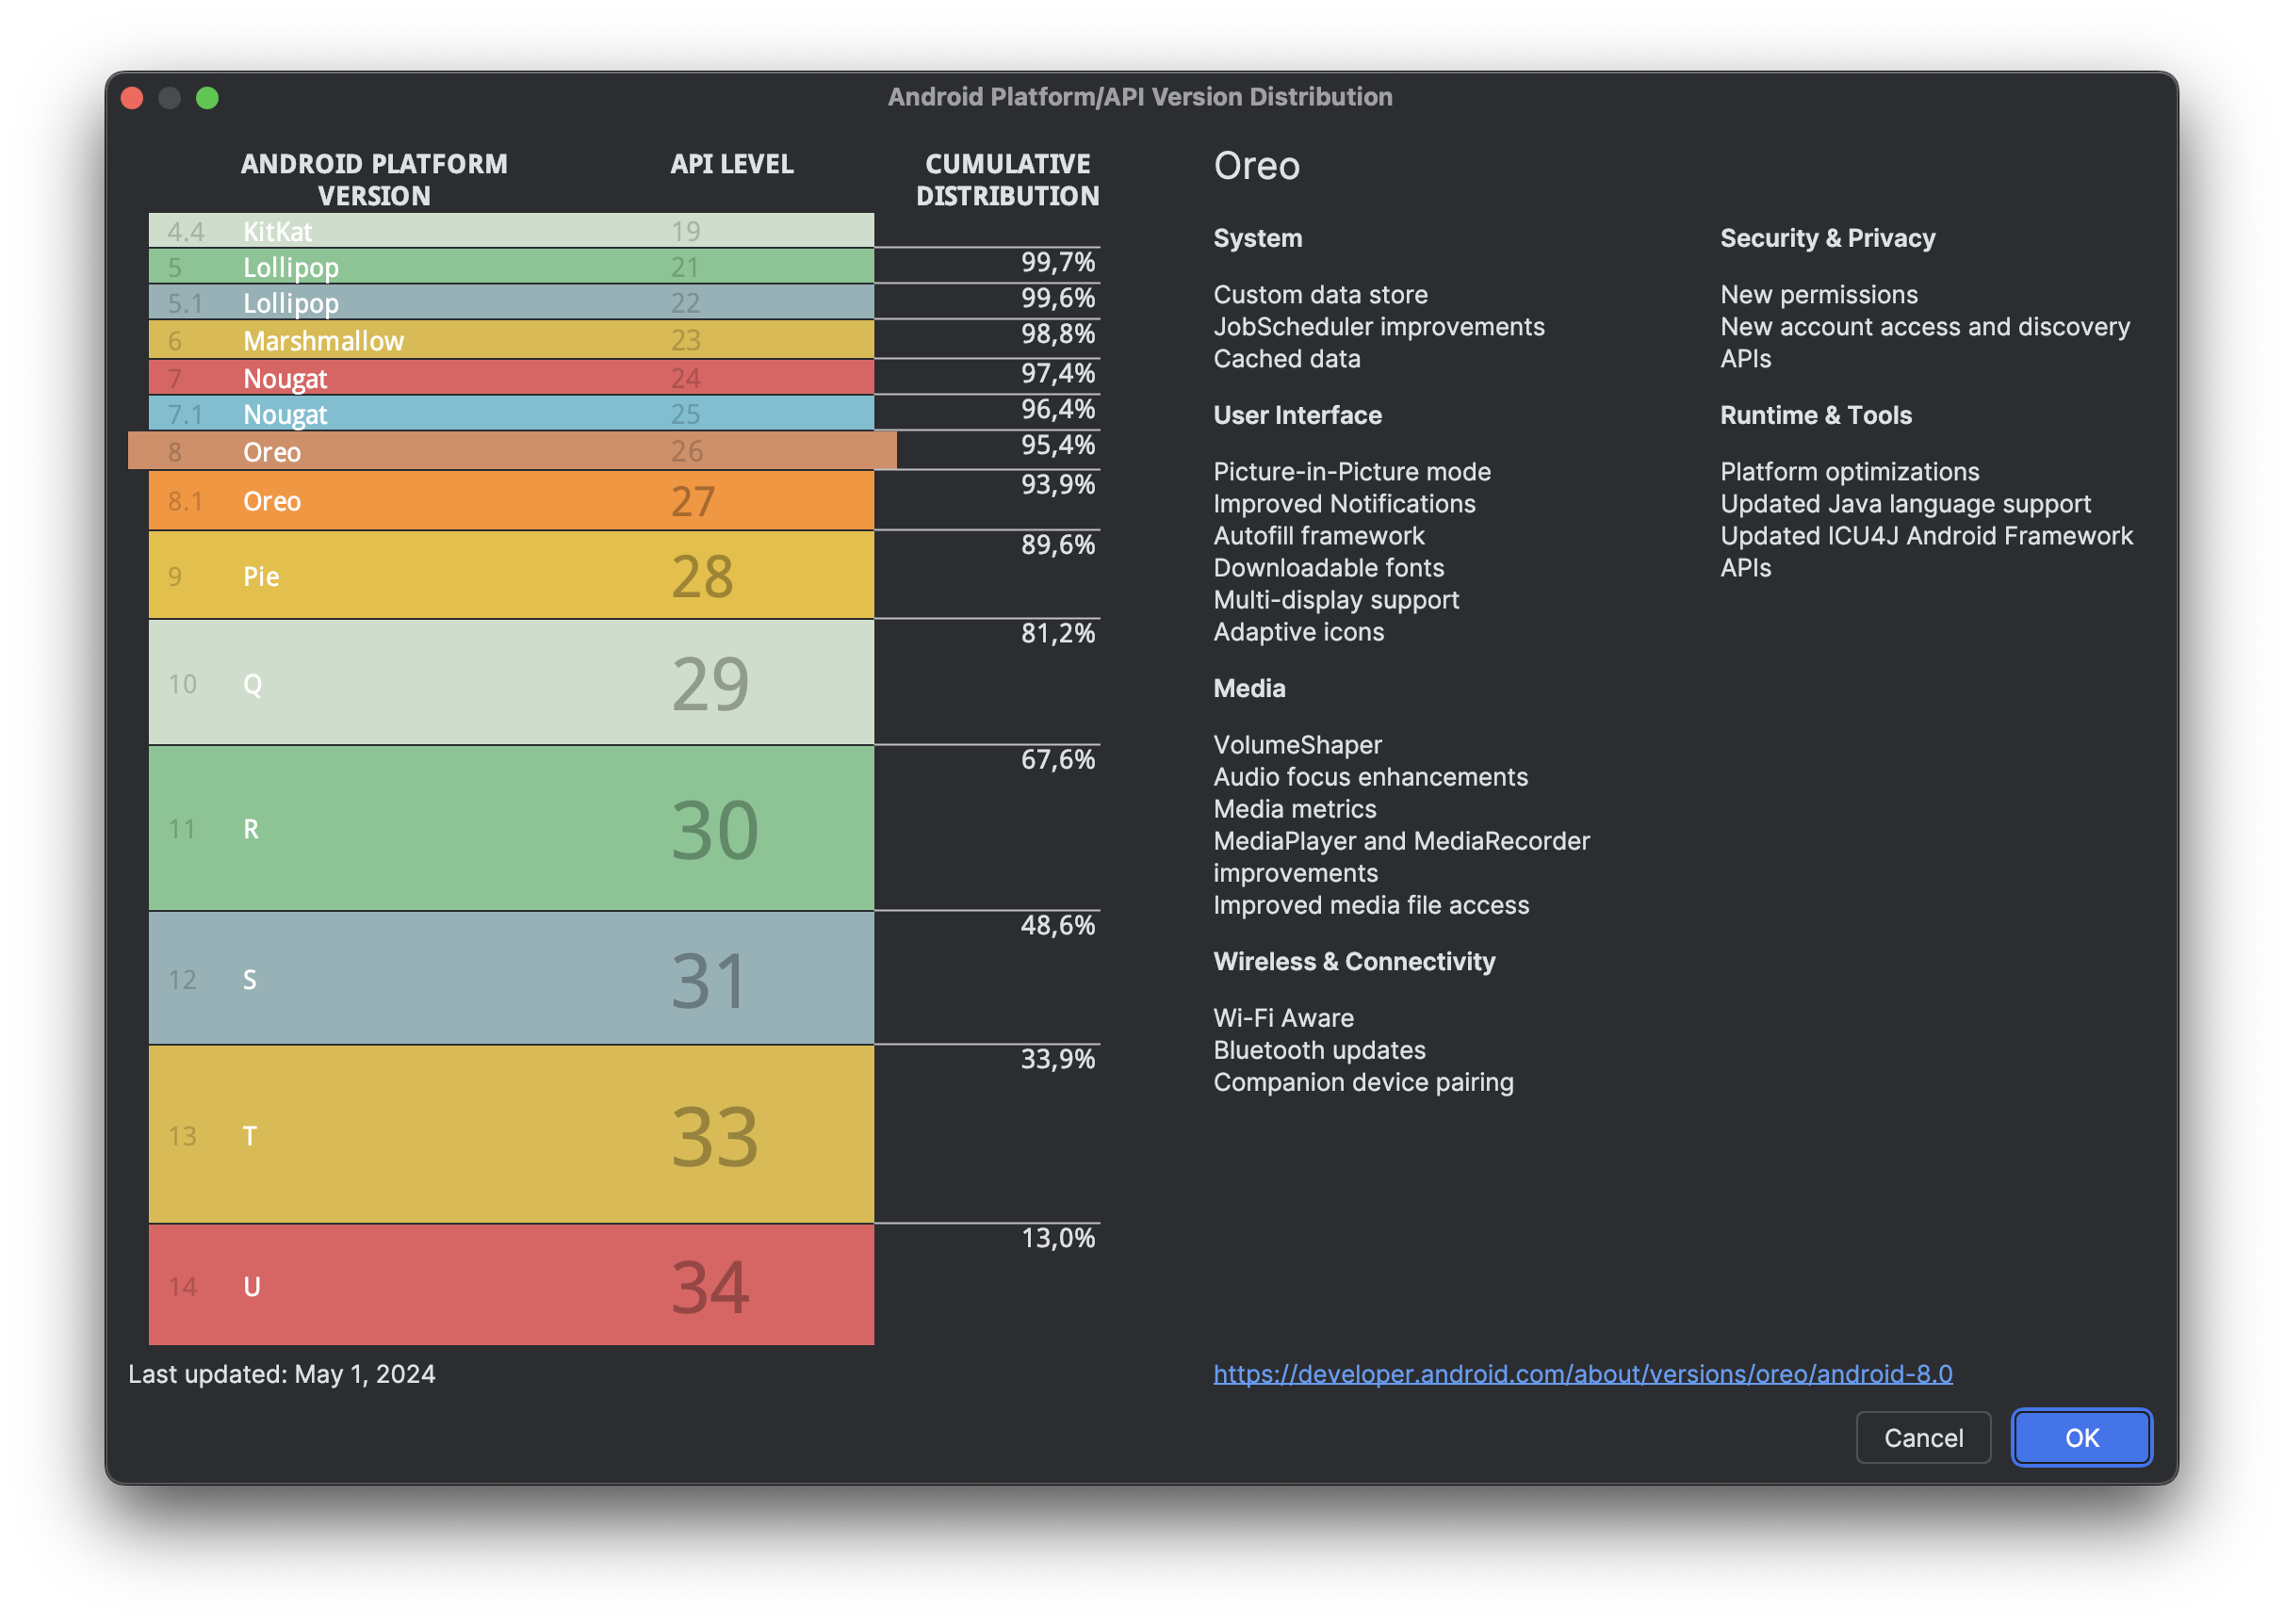 Android Platform/API Version Distribution
ANDROID PLATFORM VERSION API LEVEL CUMULATIVE DISTRIBUTION
4.4 KitKat 19
5 Lollipop 21 99,7%
5.1 Lollipop 22 99,6%
6 Marshmallow 23 98,8%
7 Nougat 24 97,4%
7.1 Nougat 25 96,4%
8 Oreo 26 95,4%
8.1 Oreo 27 93,9%
9 Pie 28 89,6%
10 Q 29 81,2%
11 R 30 67,6%
12 S 31 48,6%
13 T 33 33,9%
14 U 34 13,0%
Last updated: May 1, 2024
Oreo
System
Custom data store
JobScheduler improvements
Cached data
User Interface
Picture-in-Picture mode
Improved Notifications
Autofill framework
Downloadable fonts
Multi-display support
Adaptive icons
Media
VolumeShaper
Audio focus enhancements
Media metrics
MediaPlayer and MediaRecorder
improvements
Improved media file access
Wireless & Connectivity
Wi-Fi Aware
Bluetooth updates
Companion device pairing
Security & Privacy
New permissions
New account access and discovery
APIs
Runtime & Tools
Platform optimizations
Updated Java language support
Updated ICU4J Android Framework
APIs
https://developer.android.com/about/versions/oreo/android-8.0
Cancel OK